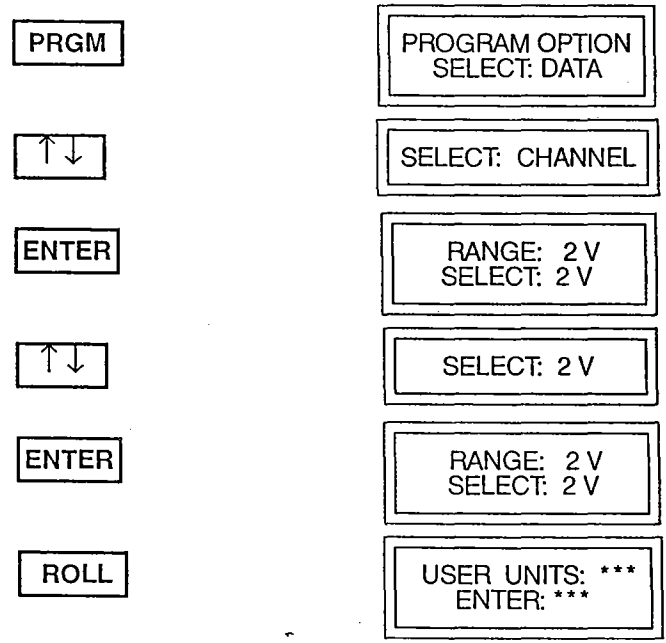 PRGM
PROGRAM OPTION
SELECT: DATA
↑↓
SELECT: CHANNEL
ENTER
RANGE: 2 V
SELECT: 2 V
↑↓
SELECT: 2 V
ENTER
RANGE: 2 V
SELECT: 2 V
ROLL
USER UNITS: ***
ENTER: ***